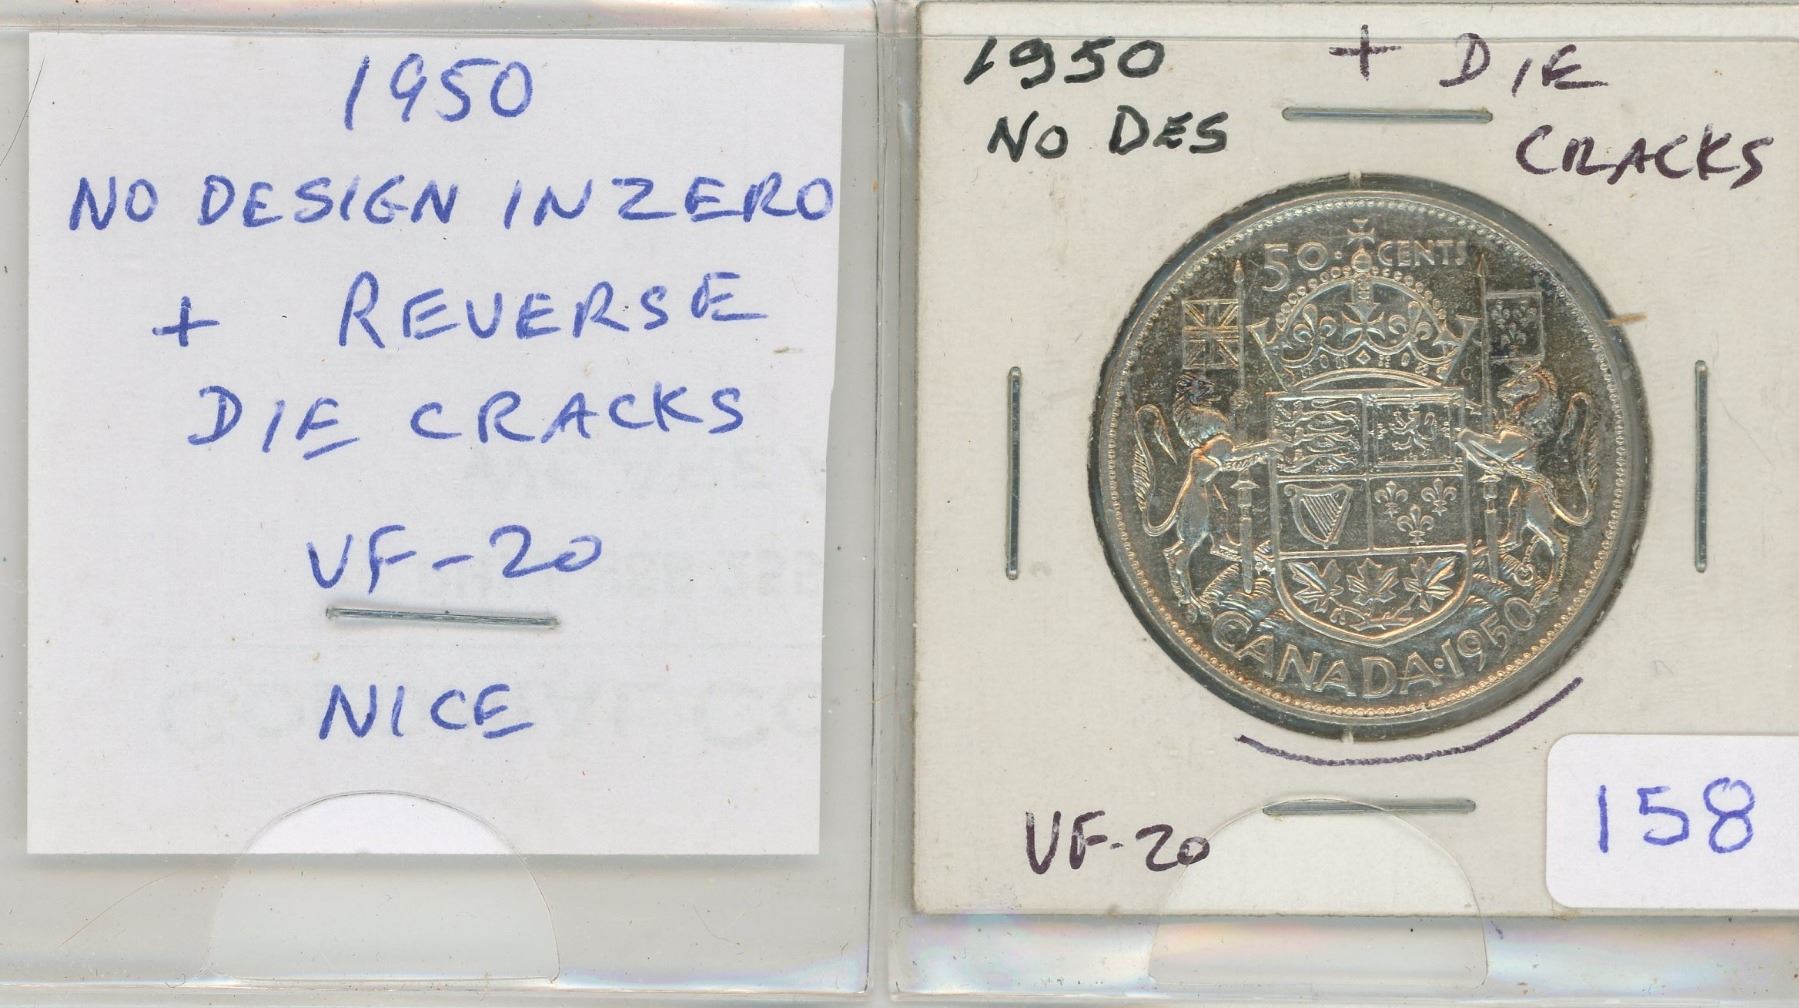 1950
NO DESIGN IN ZERO
+ REVERSE
DIE CRACKS
VF-20
NICE
1950 + DIE
NO DES CRACKS
50·CENTS
CANADA·1950
VF-20
158